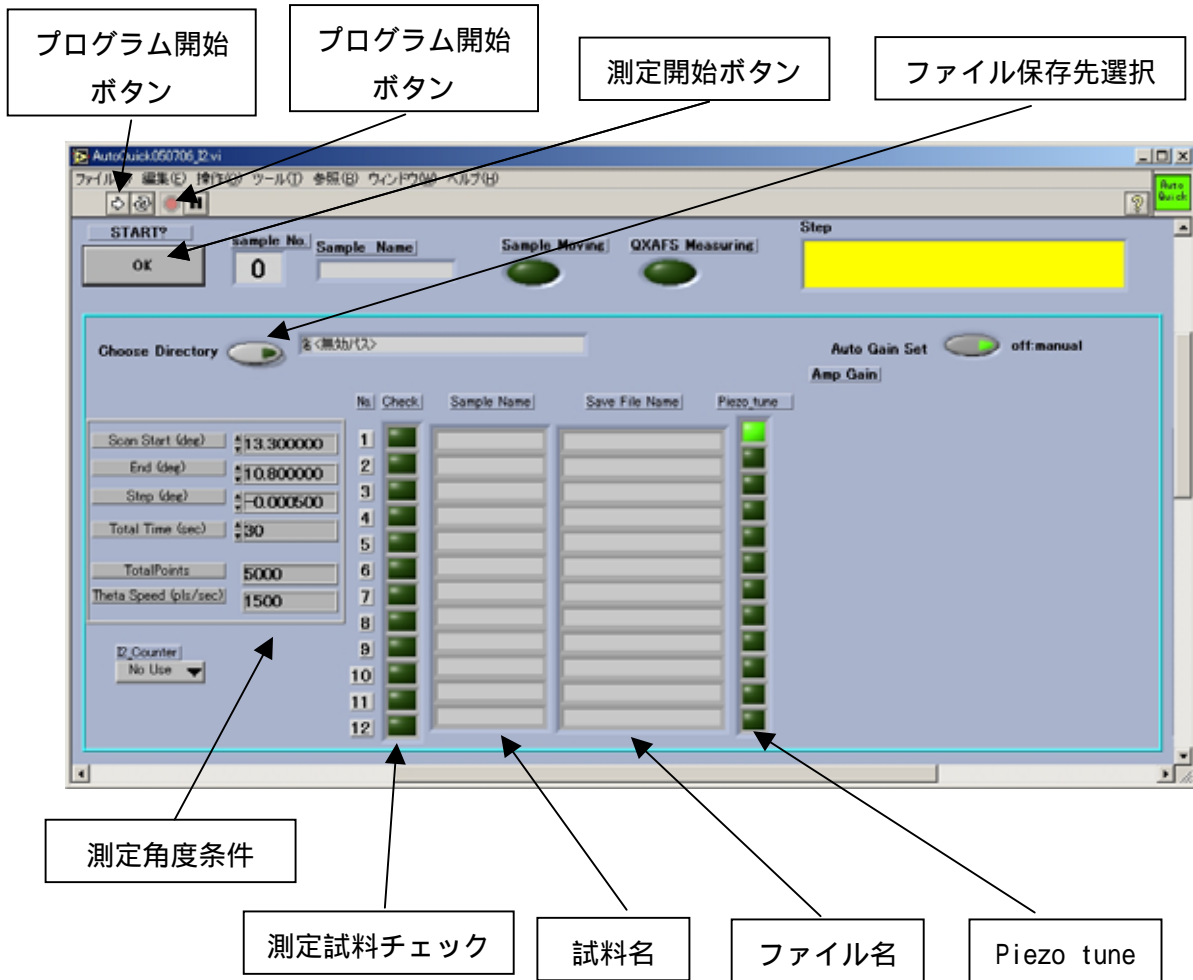 プログラム開始
ボタン
プログラム開始
ボタン
測定開始ボタン
ファイル保存先選択
AutoQuick050706_I2.vi
編集(E) 操作(O) ツール(T) 参照(B) ウィンドウ(W) ヘルプ(H)
Auto
Quick
START?
OK
sample No.
0
Sample Name
Sample Moving
QXAFS Measuring
Step
Choose Directory
<無効パス>
Auto Gain Set
off:manual
Amp Gain
No. Check Sample Name Save File Name Piezo_tune
Scan Start (deg) 13.300000
End (deg) 10.800000
Step (deg) -0.000500
Total Time (sec) 30
TotalPoints 5000
Theta Speed (pls/sec) 1500
I2_Counter
No Use
1
2
3
4
5
6
7
8
9
10
11
12
測定角度条件
測定試料チェック
試料名
ファイル名
Piezo tune